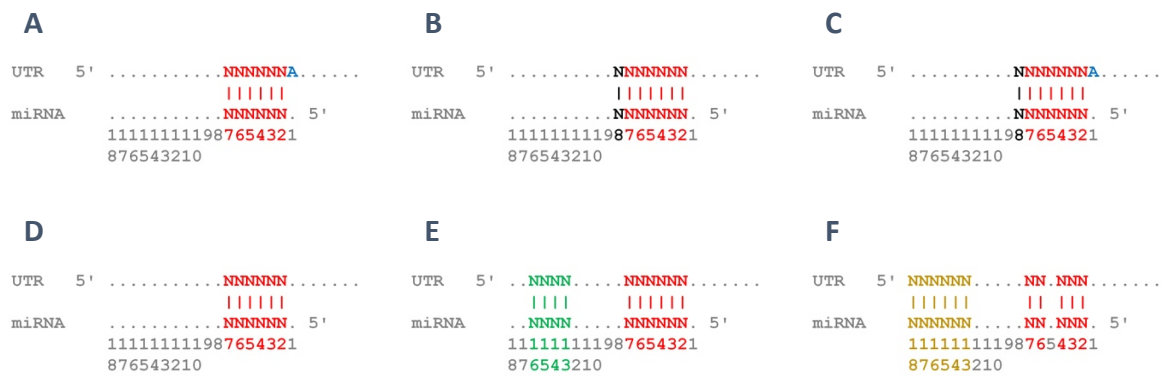 A
UTR 5' ...........NNNNNNA......
miRNA ...........NNNNNN. 5'
111111111987654321
876543210
B
UTR 5' ..........NNNNNNN.......
miRNA ..........NNNNNNN. 5'
111111111987654321
876543210
C
UTR 5' ..........NNNNNNNA......
miRNA ..........NNNNNNN. 5'
111111111987654321
876543210
D
UTR 5' ...........NNNNNN.......
miRNA ...........NNNNNN. 5'
111111111987654321
876543210
E
UTR 5' ..NNNN.....NNNNNN.......
miRNA ..NNNN.....NNNNNN. 5'
111111111987654321
876543210
F
UTR 5' NNNNNN.....NN.NNN.......
miRNA NNNNNN.....NN.NNN. 5'
111111111987654321
876543210